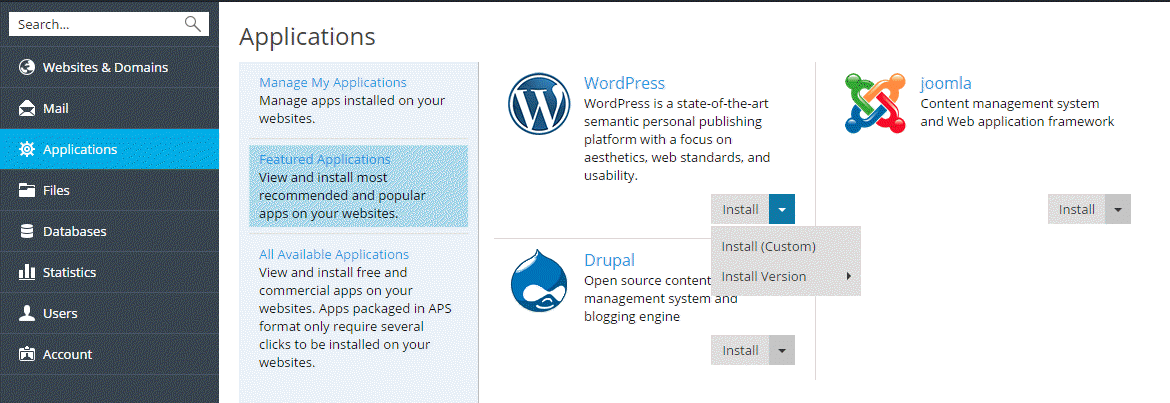 Search...
Websites & Domains
Mail
Applications
Files
Databases
Statistics
Users
Account
Applications
Manage My Applications
Manage apps installed on your
websites.
Featured Applications
View and install most
recommended and popular
apps on your websites.
All Available Applications
View and install free and
commercial apps on your
websites. Apps packaged in APS
format only require several
clicks to be installed on your
websites.
WordPress
WordPress is a state-of-the-art
semantic personal publishing
platform with a focus on
aesthetics, web standards, and
usability.
Install
Install (Custom)
Install Version
joomla
Content management system
and Web application framework
Install
Drupal
Open source content
management system and
blogging engine
Install